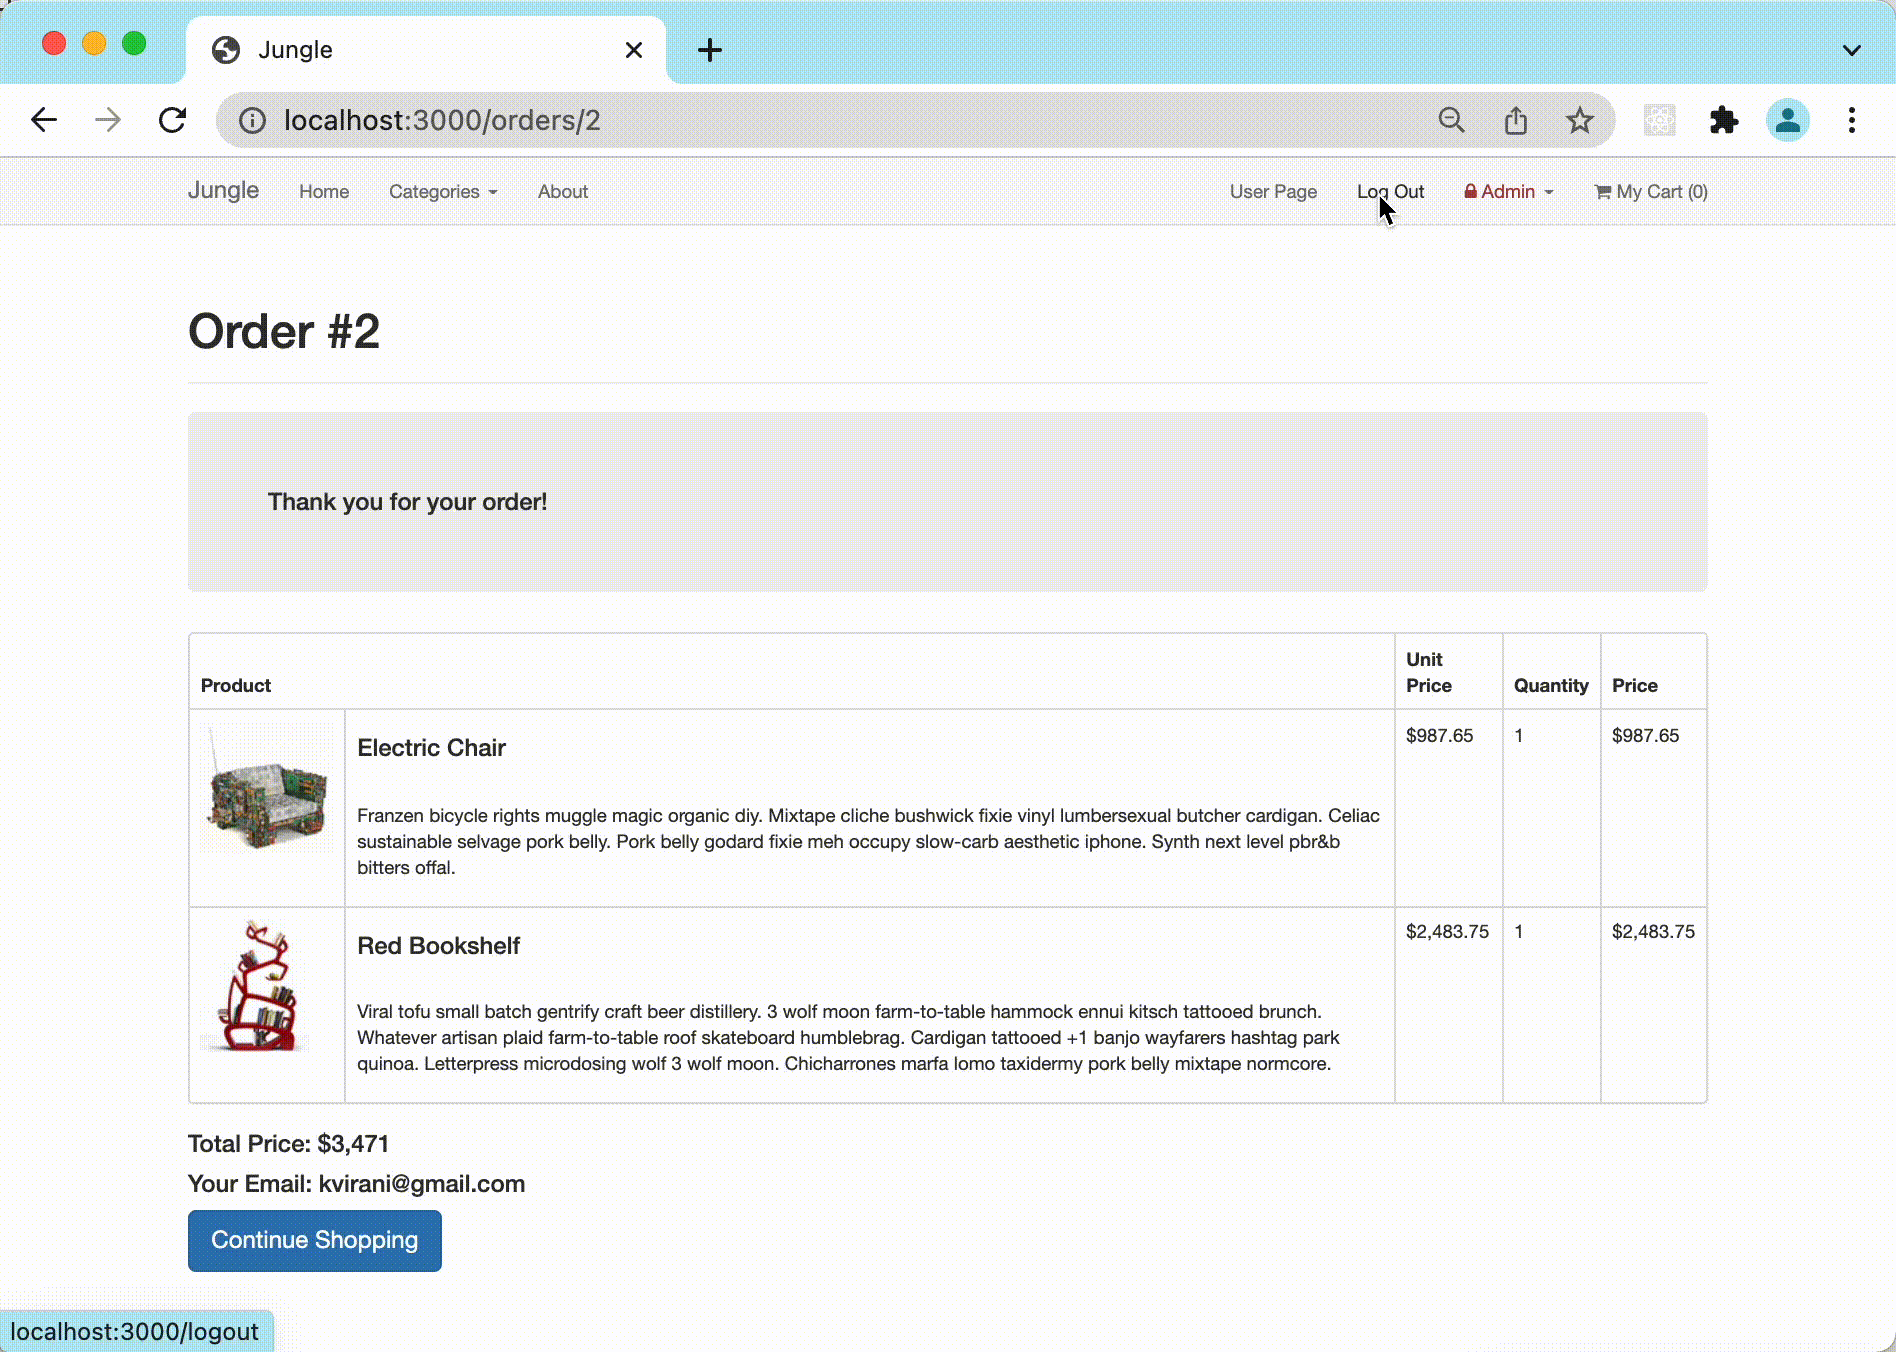 Jungle
localhost:3000/orders/2
Jungle Home Categories About User Page Log Out Admin My Cart (0)
Order #2
Thank you for your order!
Product Unit Price Quantity Price
Electric Chair $987.65 1 $987.65
Franzen bicycle rights muggle magic organic diy. Mixtape cliche bushwick fixie vinyl lumbersexual butcher cardigan. Celiac
sustainable selvage pork belly. Pork belly godard fixie meh occupy slow-carb aesthetic iphone. Synth next level pbr&b
bitters offal.
Red Bookshelf $2,483.75 1 $2,483.75
Viral tofu small batch gentrify craft beer distillery. 3 wolf moon farm-to-table hammock ennui kitsch tattooed brunch.
Whatever artisan plaid farm-to-table roof skateboard humblebrag. Cardigan tattooed +1 banjo wayfarers hashtag park
quinoa. Letterpress microdosing wolf 3 wolf moon. Chicharrones marfa lomo taxidermy pork belly mixtape normcore.
Total Price: $3,471
Your Email: kvirani@gmail.com
Continue Shopping
localhost:3000/logout